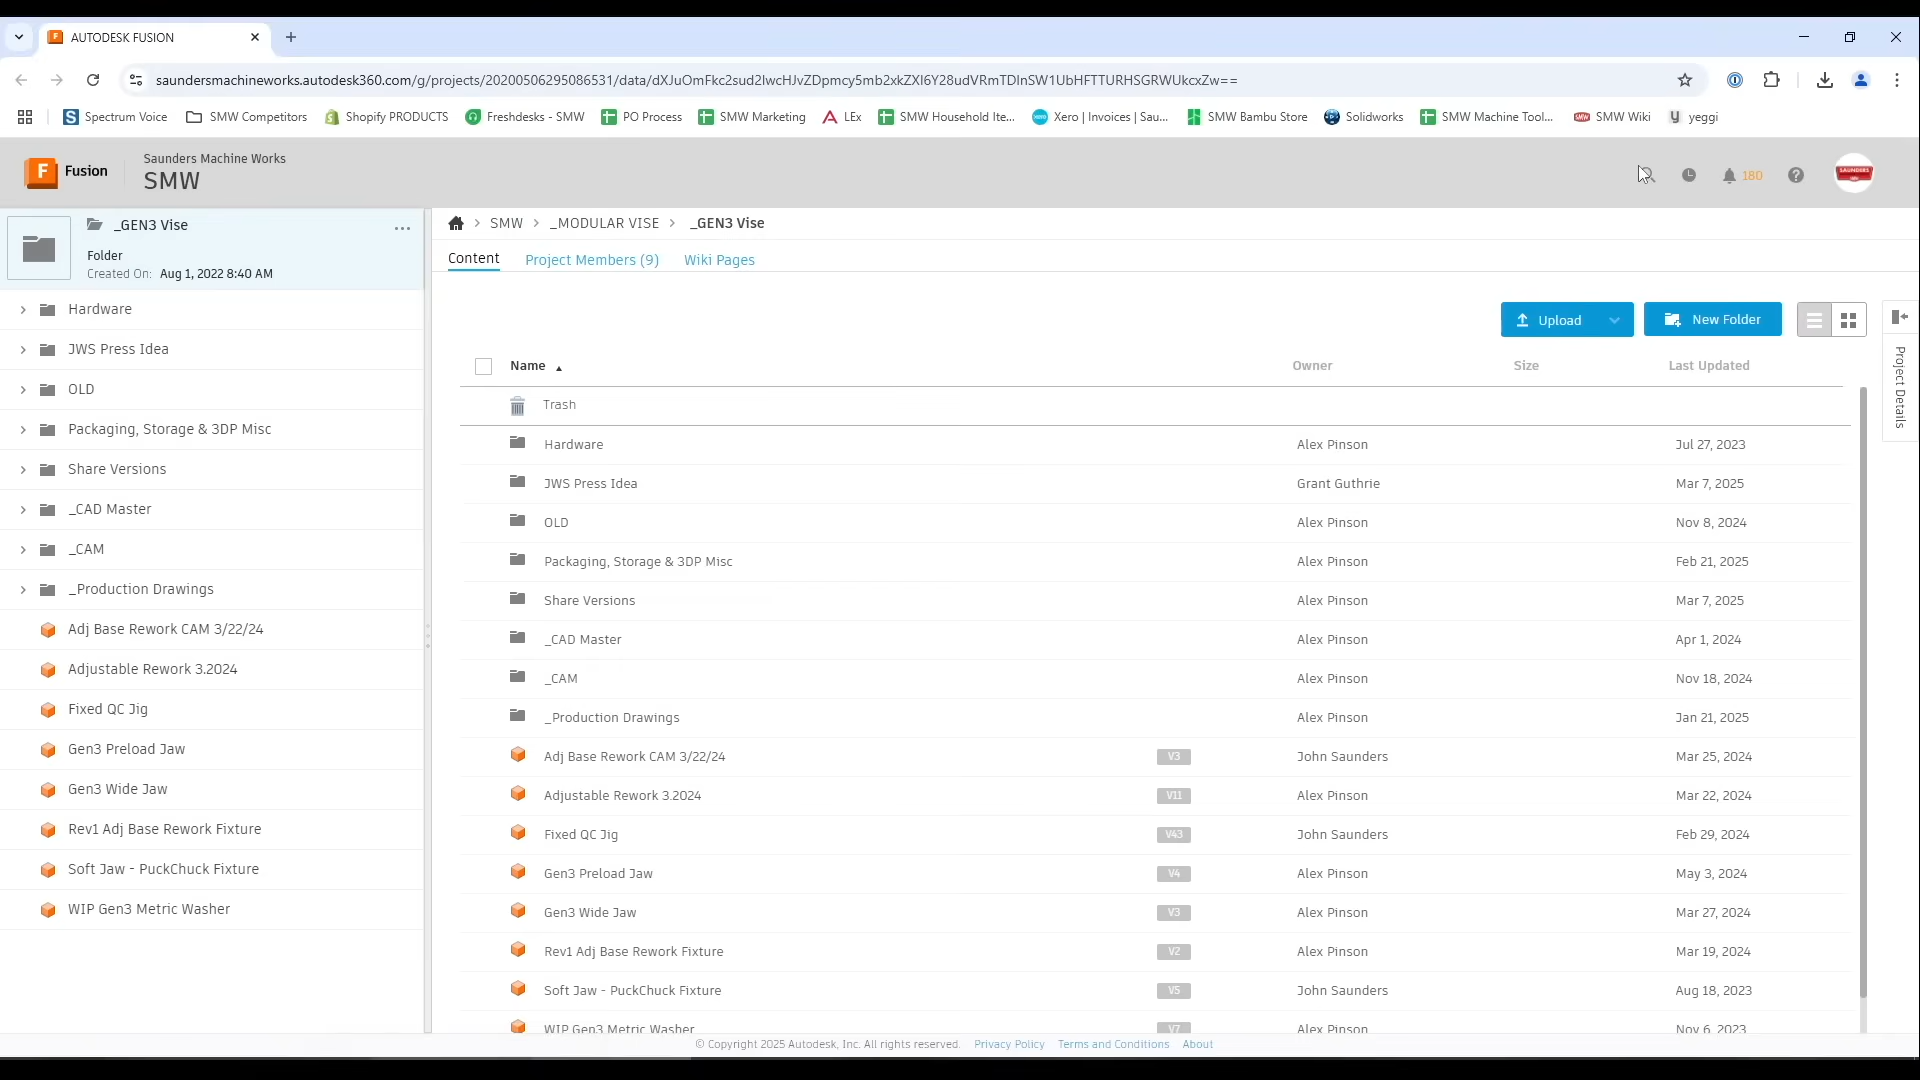 AUTODESK FUSION
saundersmachineworks.autodesk360.com/g/projects/20200506295086531/data/dXJuOmFkc2sud2lwcHJvZDpmcy5mb2xkZXI6Y28udVRmTDlnSW1UbHFTTURHSGRWUkcxZw==
Spectrum Voice SMW Competitors Shopify PRODUCTS Freshdesks - SMW PO Process SMW Marketing LEx SMW Household Ite... Xero | Invoices | Sau... SMW Bambu Store Solidworks SMW Machine Tool... SMW Wiki yeggi
F Fusion
Saunders Machine Works
SMW
180
SAUNDERS
_GEN3 Vise
Folder
Created On: Aug 1, 2022 8:40 AM
Hardware
JWS Press Idea
OLD
Packaging, Storage & 3DP Misc
Share Versions
_CAD Master
_CAM
_Production Drawings
Adj Base Rework CAM 3/22/24
Adjustable Rework 3.2024
Fixed QC Jig
Gen3 Preload Jaw
Gen3 Wide Jaw
Rev1 Adj Base Rework Fixture
Soft Jaw - PuckChuck Fixture
WIP Gen3 Metric Washer
SMW > _MODULAR VISE > _GEN3 Vise
Content Project Members (9) Wiki Pages
Upload New Folder
Project Details
Name Owner Size Last Updated
Trash
Hardware Alex Pinson Jul 27, 2023
JWS Press Idea Grant Guthrie Mar 7, 2025
OLD Alex Pinson Nov 8, 2024
Packaging, Storage & 3DP Misc Alex Pinson Feb 21, 2025
Share Versions Alex Pinson Mar 7, 2025
_CAD Master Alex Pinson Apr 1, 2024
_CAM Alex Pinson Nov 18, 2024
_Production Drawings Alex Pinson Jan 21, 2025
Adj Base Rework CAM 3/22/24 V3 John Saunders Mar 25, 2024
Adjustable Rework 3.2024 V11 Alex Pinson Mar 22, 2024
Fixed QC Jig V43 John Saunders Feb 29, 2024
Gen3 Preload Jaw V4 Alex Pinson May 3, 2024
Gen3 Wide Jaw V3 Alex Pinson Mar 27, 2024
Rev1 Adj Base Rework Fixture V2 Alex Pinson Mar 19, 2024
Soft Jaw - PuckChuck Fixture V5 John Saunders Aug 18, 2023
WIP Gen3 Metric Washer V7 Alex Pinson Nov 6, 2023
© Copyright 2025 Autodesk, Inc. All rights reserved. Privacy Policy Terms and Conditions About